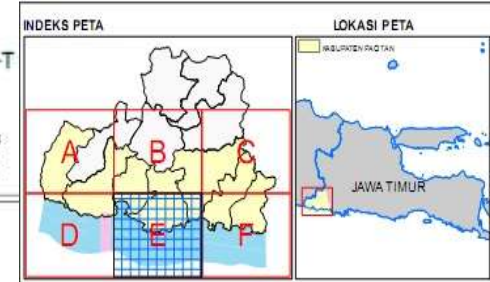 INDEKS PETA
LOKASI PETA
T
KABUPATEN PACITAN
A
B
C
JAWA TIMUR
D
E
F